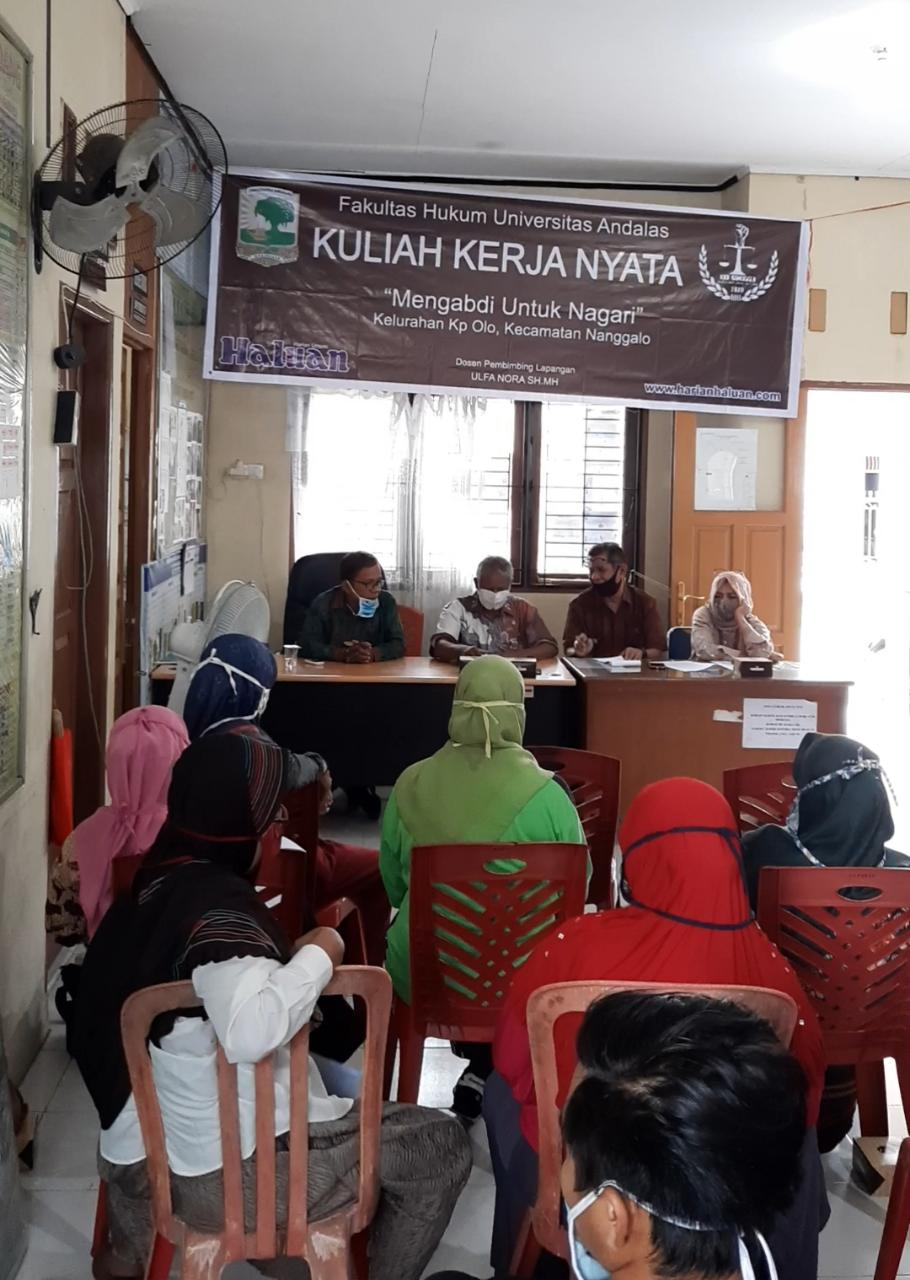 Fakultas Hukum Universitas Andalas
KULIAH KERJA NYATA
"Mengabdi Untuk Nagari"
Kelurahan Kp Olo, Kecamatan Nanggalo
Haluan
Dosen Pembimbing Lapangan
ULFA NORA SH.MH
www.harianhaluan.com